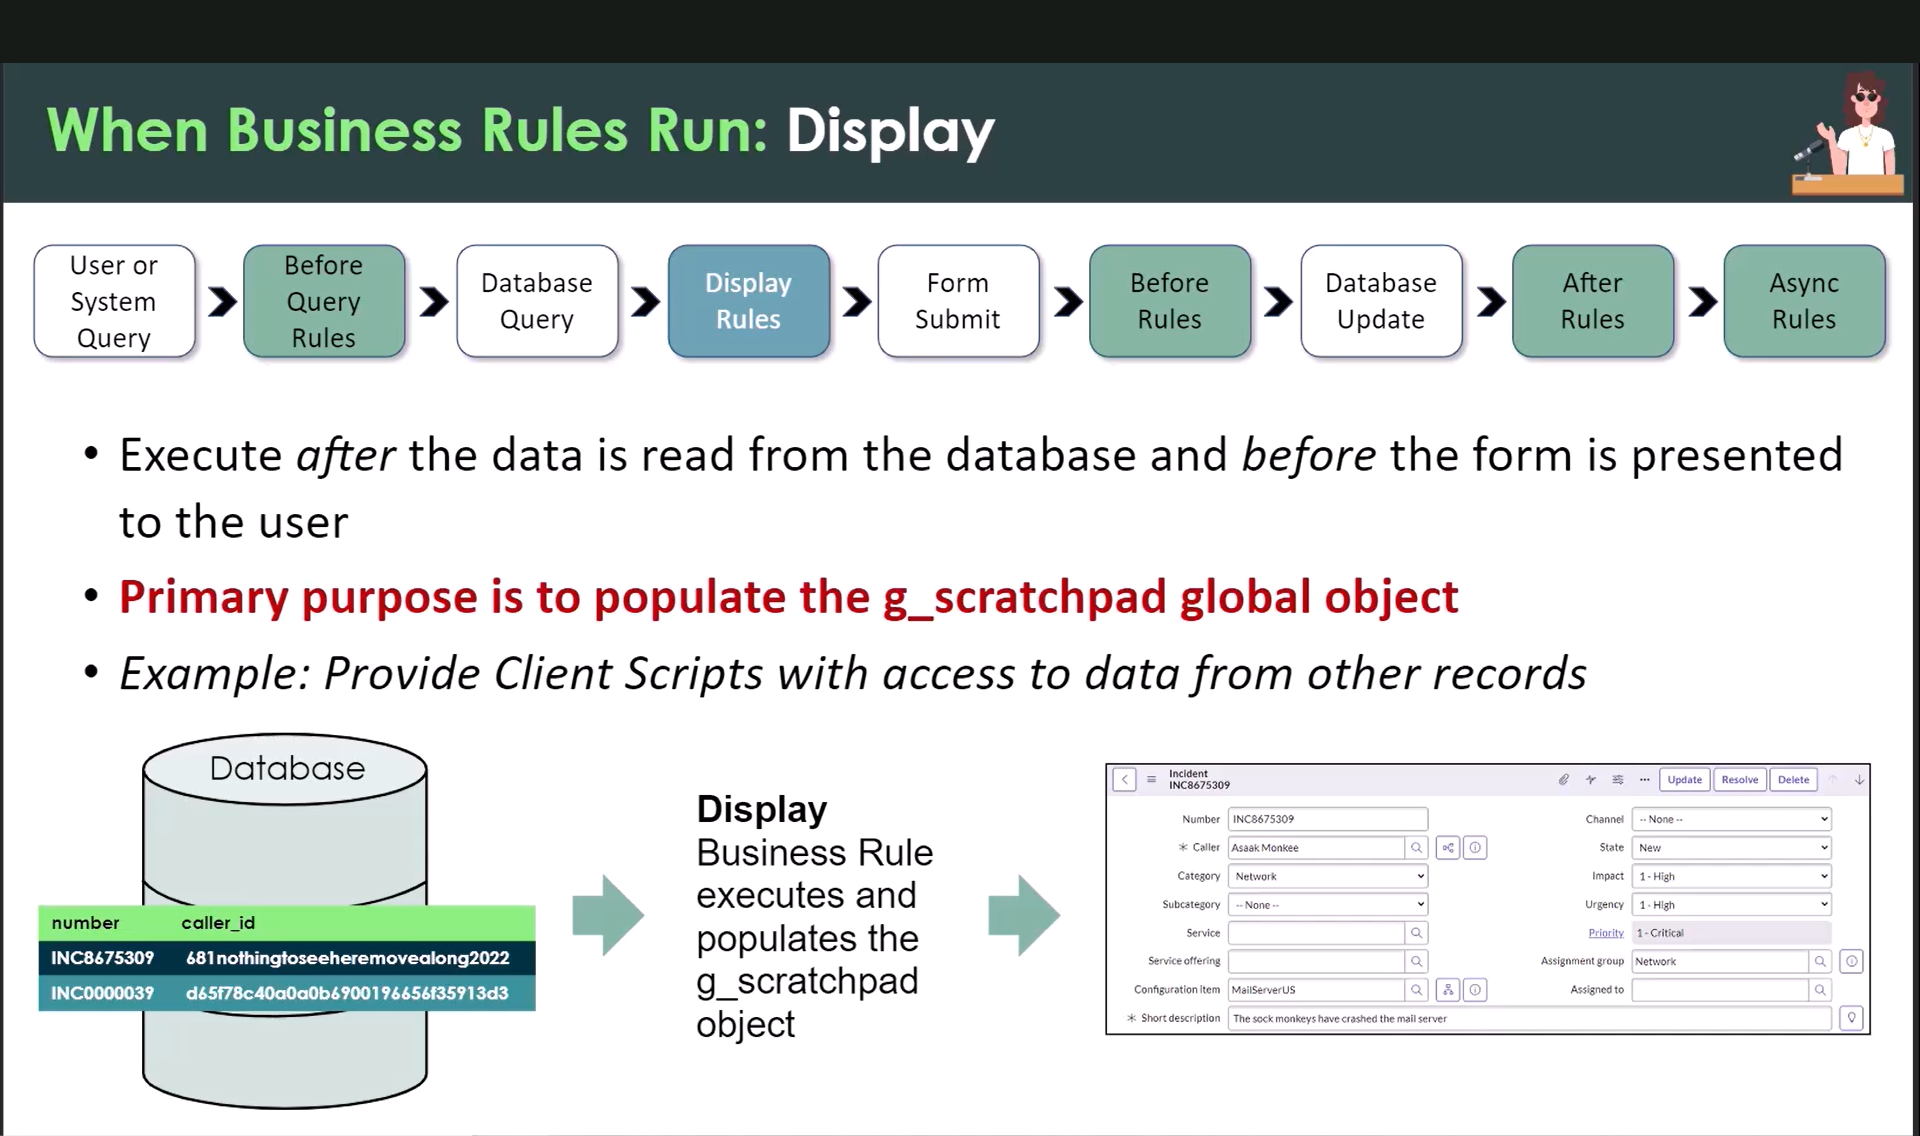 When Business Rules Run: Display
User or
System
Query
Before
Query
Rules
Database
Query
Display
Rules
Form
Submit
Before
Rules
Database
Update
After
Rules
Async
Rules
• Execute after the data is read from the database and before the form is presented
to the user
• Primary purpose is to populate the g_scratchpad global object
• Example: Provide Client Scripts with access to data from other records
Database
number caller_id
INC8675309 681nothingtoseeheremovealong2022
INC0000039 d65f78c40a0a0b6900196656f35913d3
Display
Business Rule
executes and
populates the
g_scratchpad
object
Incident
INC8675309
Update Resolve Delete
Number INC8675309
Caller Asaak Monkee
Category Network
Subcategory -- None --
Service
Service offering
Configuration item MailServerUS
Short description The sock monkeys have crashed the mail server
Channel -- None --
State New
Impact 1 - High
Urgency 1 - High
Priority 1 - Critical
Assignment group Network
Assigned to